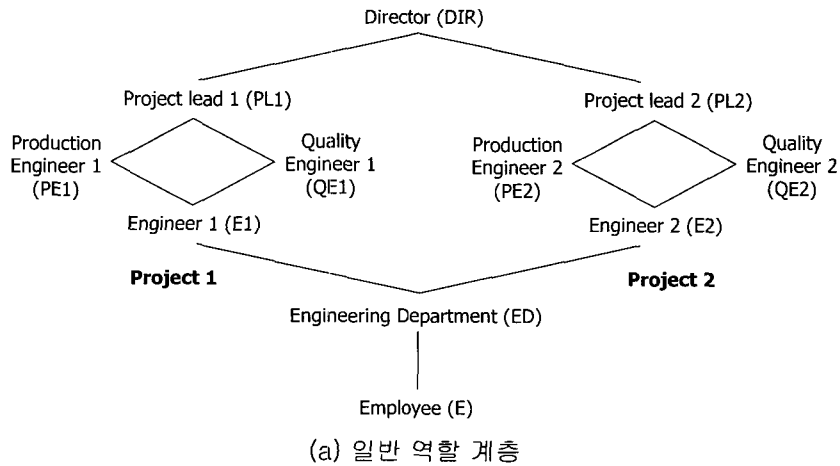 Director (DIR)
Project lead 1 (PL1)
Project lead 2 (PL2)
Production
Engineer 1
(PE1)
Quality
Engineer 1
(QE1)
Production
Engineer 2
(PE2)
Quality
Engineer 2
(QE2)
Engineer 1 (E1)
Engineer 2 (E2)
Project 1
Project 2
Engineering Department (ED)
Employee (E)
(a) 일반 역할 계층